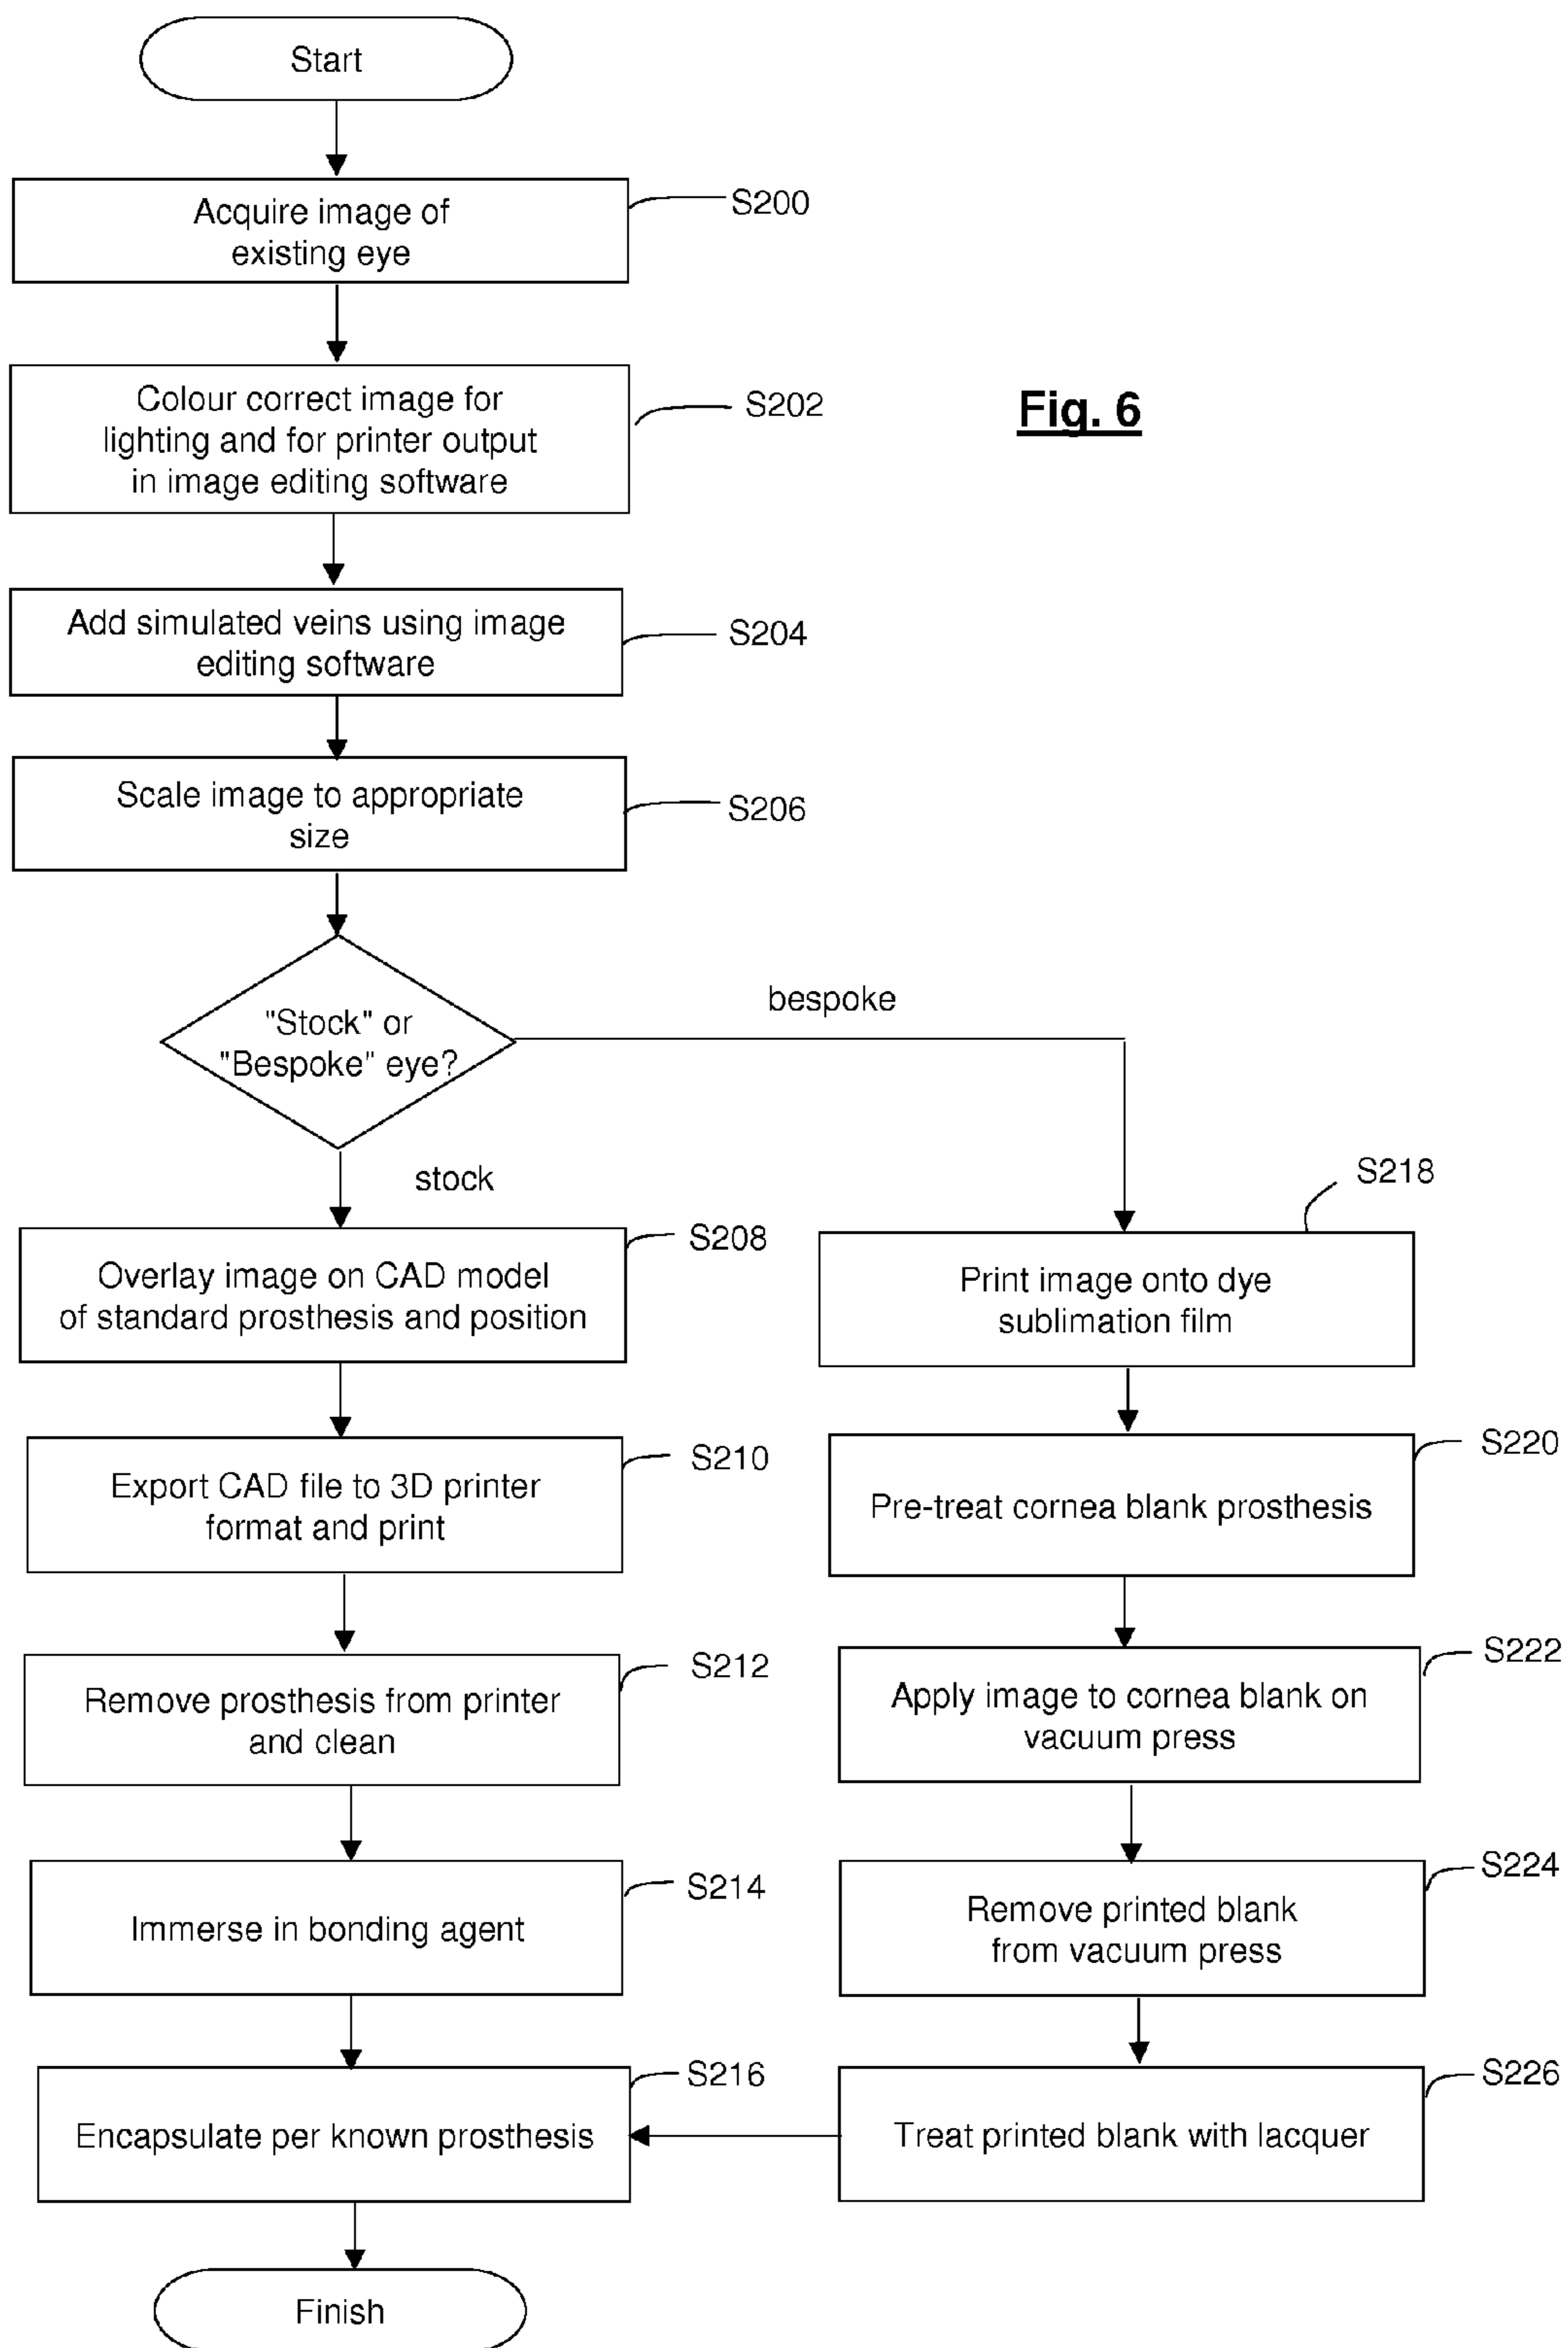 Start
Acquire image of
existing eye
S200
Colour correct image for
lighting and for printer output
in image editing software
S202
Fig. 6
Add simulated veins using image
editing software
S204
Scale image to appropriate
size
S206
"Stock" or
"Bespoke" eye?
bespoke
stock
Overlay image on CAD model
of standard prosthesis and position
S208
Export CAD file to 3D printer
format and print
S210
Remove prosthesis from printer
and clean
S212
Immerse in bonding agent
S214
Encapsulate per known prosthesis
S216
Print image onto dye
sublimation film
S218
Pre-treat cornea blank prosthesis
S220
Apply image to cornea blank on
vacuum press
S222
Remove printed blank
from vacuum press
S224
Treat printed blank with lacquer
S226
Finish